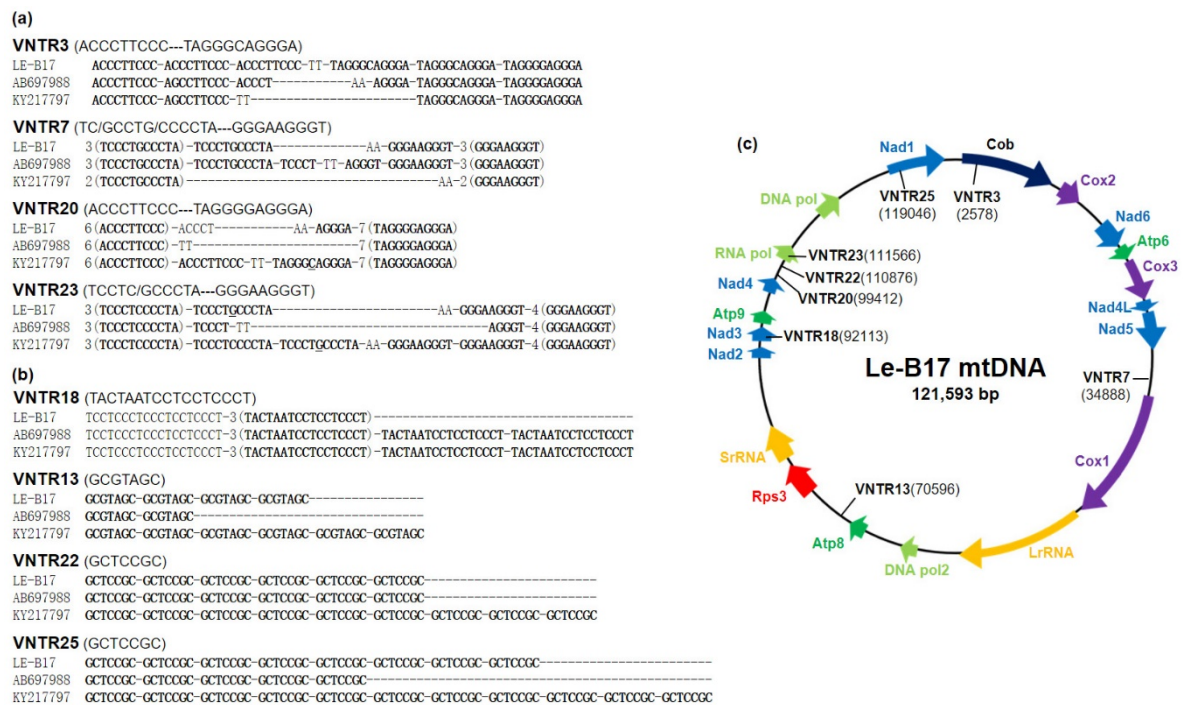 (a)
VNTR3 (ACCCTTCCC---TAGGGCAGGGA)
LE-B17 ACCCTTCCC-ACCCTTCCC-ACCCTTCCC-TT-TAGGGCAGGGA-TAGGGCAGGGA-TAGGGGAGGGA
AB697988 ACCCTTCCC-AGCCTTCCC-ACCCT-----------AA-AGGGA-TAGGGCAGGGA-TAGGGGAGGGA
KY217797 ACCCTTCCC-AGCCTTCCC-TT-----------------------TAGGGCAGGGA-TAGGGGAGGGA
VNTR7 (TC/GCCTG/CCCCTA---GGGAAGGGT)
LE-B17 3(TCCCTGCCCTA)-TCCCTGCCCTA-------------AA-GGGAAGGGT-3(GGGAAGGGT)
AB697988 3(TCCCTGCCCTA)-TCCCTGCCCTA-TCCCT-TT-AGGGT-GGGAAGGGT-3(GGGAAGGGT)
KY217797 2(TCCCTGCCCTA)-----------------------------------AA-2(GGGAAGGGT)
VNTR20 (ACCCTTCCC---TAGGGGAGGGA)
LE-B17 6(ACCCTTCCC)-ACCCT-----------AA-AGGGA-7(TAGGGGAGGGA)
AB697988 6(ACCCTTCCC)-TT-----------------------7(TAGGGGAGGGA)
KY217797 6(ACCCTTCCC)-ACCCTTCCC-TT-TAGGGCAGGGA-7(TAGGGGAGGGA)
VNTR23 (TCCTC/GCCCTA---GGGAAGGGT)
LE-B17 3(TCCCTCCCCTA)-TCCCTGCCCTA-----------------------AA-GGGAAGGGT-4(GGGAAGGGT)
AB697988 3(TCCCTCCCCTA)-TCCCT-TT---------------------------------AGGGT-4(GGGAAGGGT)
KY217797 3(TCCCTCCCCTA)-TCCCTCCCCTA-TCCCTGCCCTA-AA-GGGAAGGGT-GGGAAGGGT-4(GGGAAGGGT)
(b)
VNTR18 (TACTAATCCTCCTCCCT)
LE-B17 TCCTCCCTCCCTCCTCCCT-3(TACTAATCCTCCTCCCT)------------------------------------
AB697988 TCCTCCCTCCCTCCTCCCT-3(TACTAATCCTCCTCCCT)-TACTAATCCTCCTCCCT-TACTAATCCTCCTCCCT
KY217797 TCCTCCCTCCCTCCTCCCT-3(TACTAATCCTCCTCCCT)-TACTAATCCTCCTCCCT-TACTAATCCTCCTCCCT
VNTR13 (GCGTAGC)
LE-B17 GCGTAGC-GCGTAGC-GCGTAGC-GCGTAGC----------------
AB697988 GCGTAGC-GCGTAGC--------------------------------
KY217797 GCGTAGC-GCGTAGC-GCGTAGC-GCGTAGC-GCGTAGC-GCGTAGC
VNTR22 (GCTCCGC)
LE-B17 GCTCCGC-GCTCCGC-GCTCCGC-GCTCCGC-GCTCCGC-GCTCCGC------------------------
AB697988 GCTCCGC-GCTCCGC-GCTCCGC-GCTCCGC-GCTCCGC-GCTCCGC------------------------
KY217797 GCTCCGC-GCTCCGC-GCTCCGC-GCTCCGC-GCTCCGC-GCTCCGC-GCTCCGC-GCTCCGC-GCTCCGC
VNTR25 (GCTCCGC)
LE-B17 GCTCCGC-GCTCCGC-GCTCCGC-GCTCCGC-GCTCCGC-GCTCCGC-GCTCCGC-GCTCCGC------------------------
AB697988 GCTCCGC-GCTCCGC-GCTCCGC-GCTCCGC-GCTCCGC------------------------------------------------
KY217797 GCTCCGC-GCTCCGC-GCTCCGC-GCTCCGC-GCTCCGC-GCTCCGC-GCTCCGC-GCTCCGC-GCTCCGC-GCTCCGC-GCTCCGC
(c)
Nad1
Cob
Cox2
Nad6
Atp6
Cox3
Nad4L
Nad5
VNTR7
(34888)
Cox1
LrRNA
DNA pol2
Atp8
VNTR13(70596)
Rps3
SrRNA
Nad2
Nad3
VNTR18(92113)
Atp9
Nad4
VNTR20(99412)
VNTR22(110876)
VNTR23(111566)
RNA pol
DNA pol
VNTR25
(119046)
VNTR3
(2578)
Le-B17 mtDNA
121,593 bp